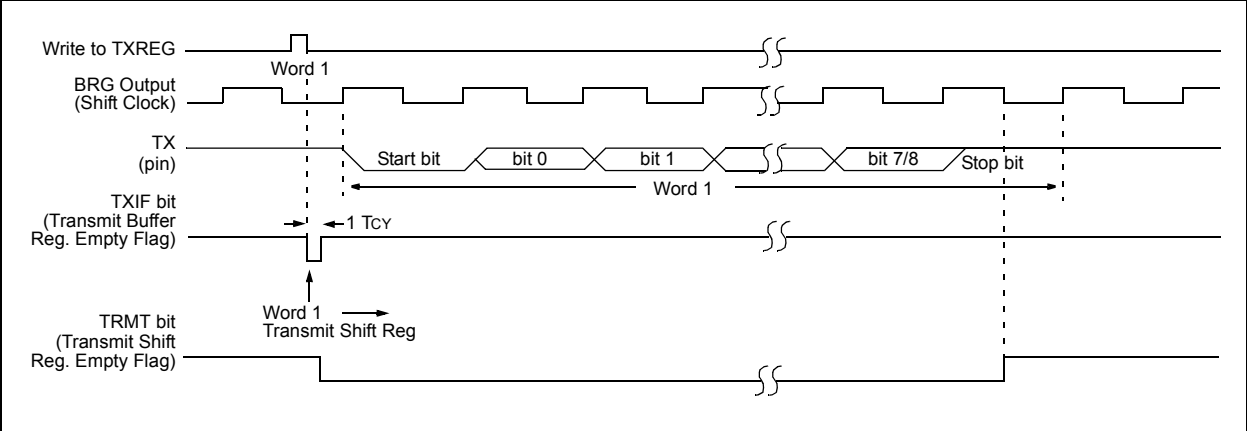 Write to TXREG
Word 1
BRG Output
(Shift Clock)
TX
(pin)
Start bit
bit 0
bit 1
bit 7/8
Stop bit
Word 1
TXIF bit
(Transmit Buffer
Reg. Empty Flag)
1 TCY
Word 1
Transmit Shift Reg
TRMT bit
(Transmit Shift
Reg. Empty Flag)